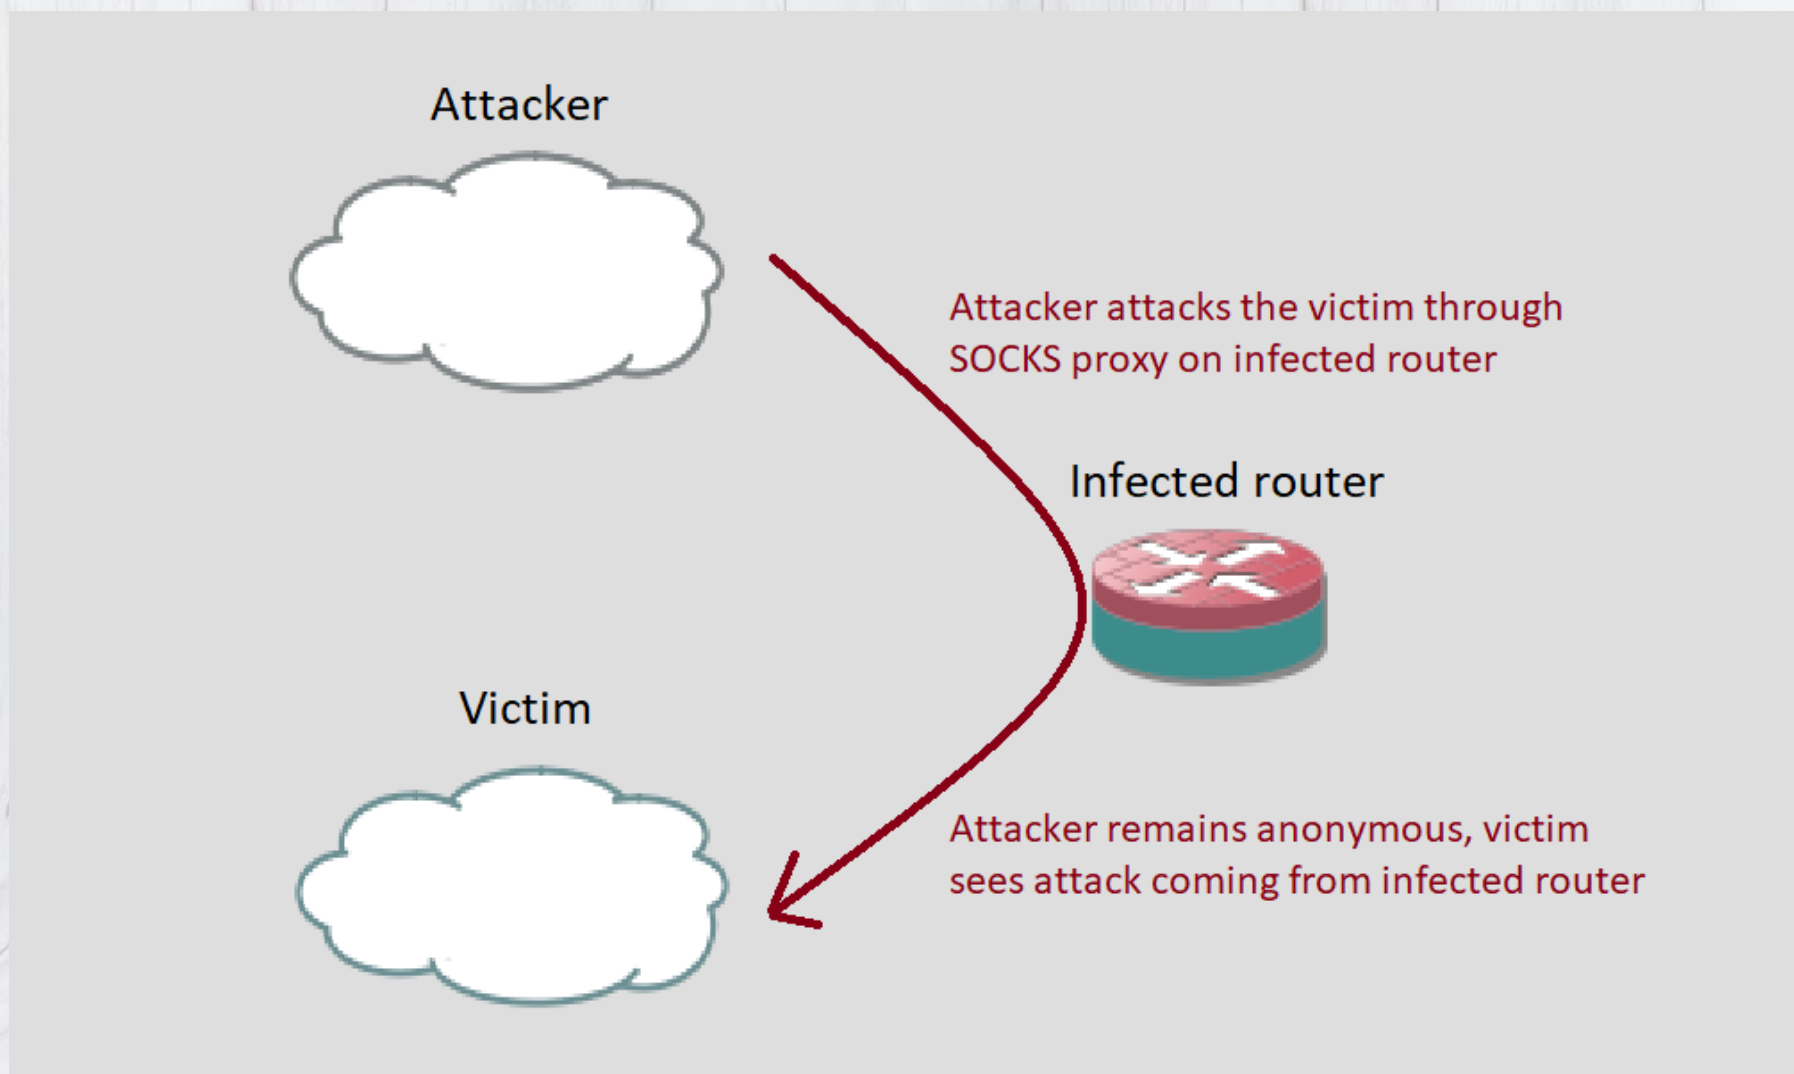 Attacker
Attacker attacks the victim through
SOCKS proxy on infected router
Infected router
Victim
Attacker remains anonymous, victim
sees attack coming from infected router